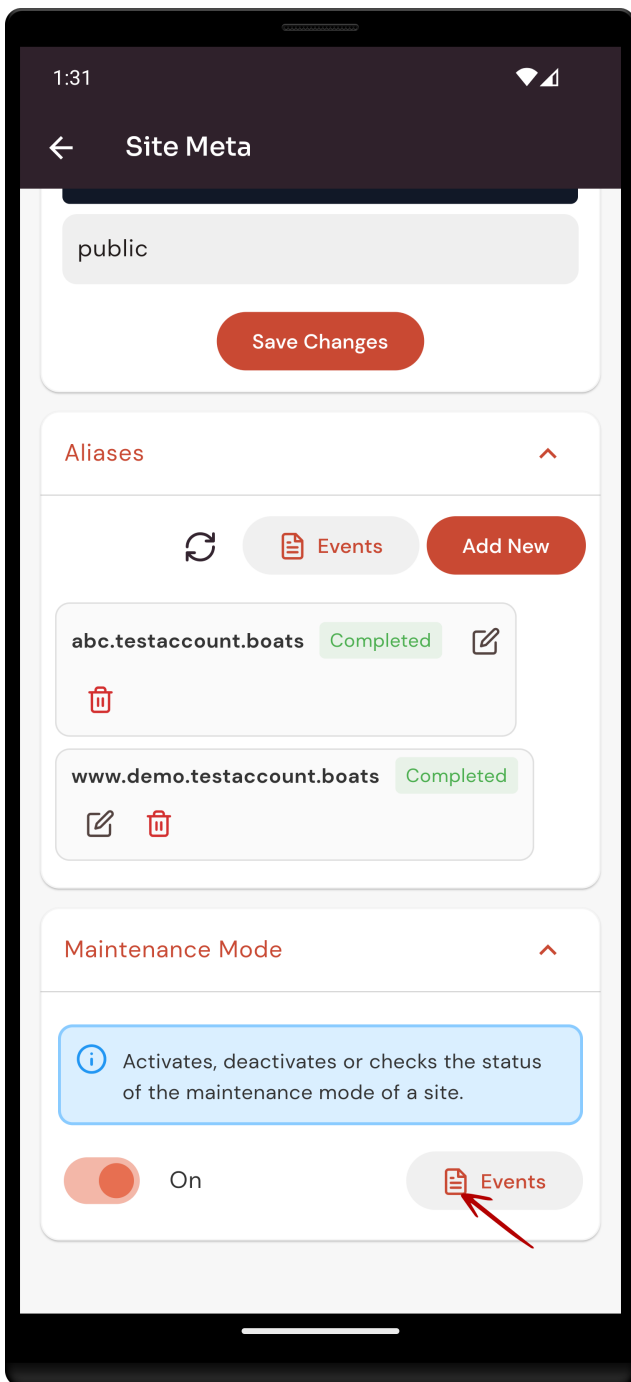 1:31
Site Meta
public
Save Changes
Aliases
Events
Add New
abc.testaccount.boats
Completed
www.demo.testaccount.boats
Completed
Maintenance Mode
Activates, deactivates or checks the status
of the maintenance mode of a site.
On
Events